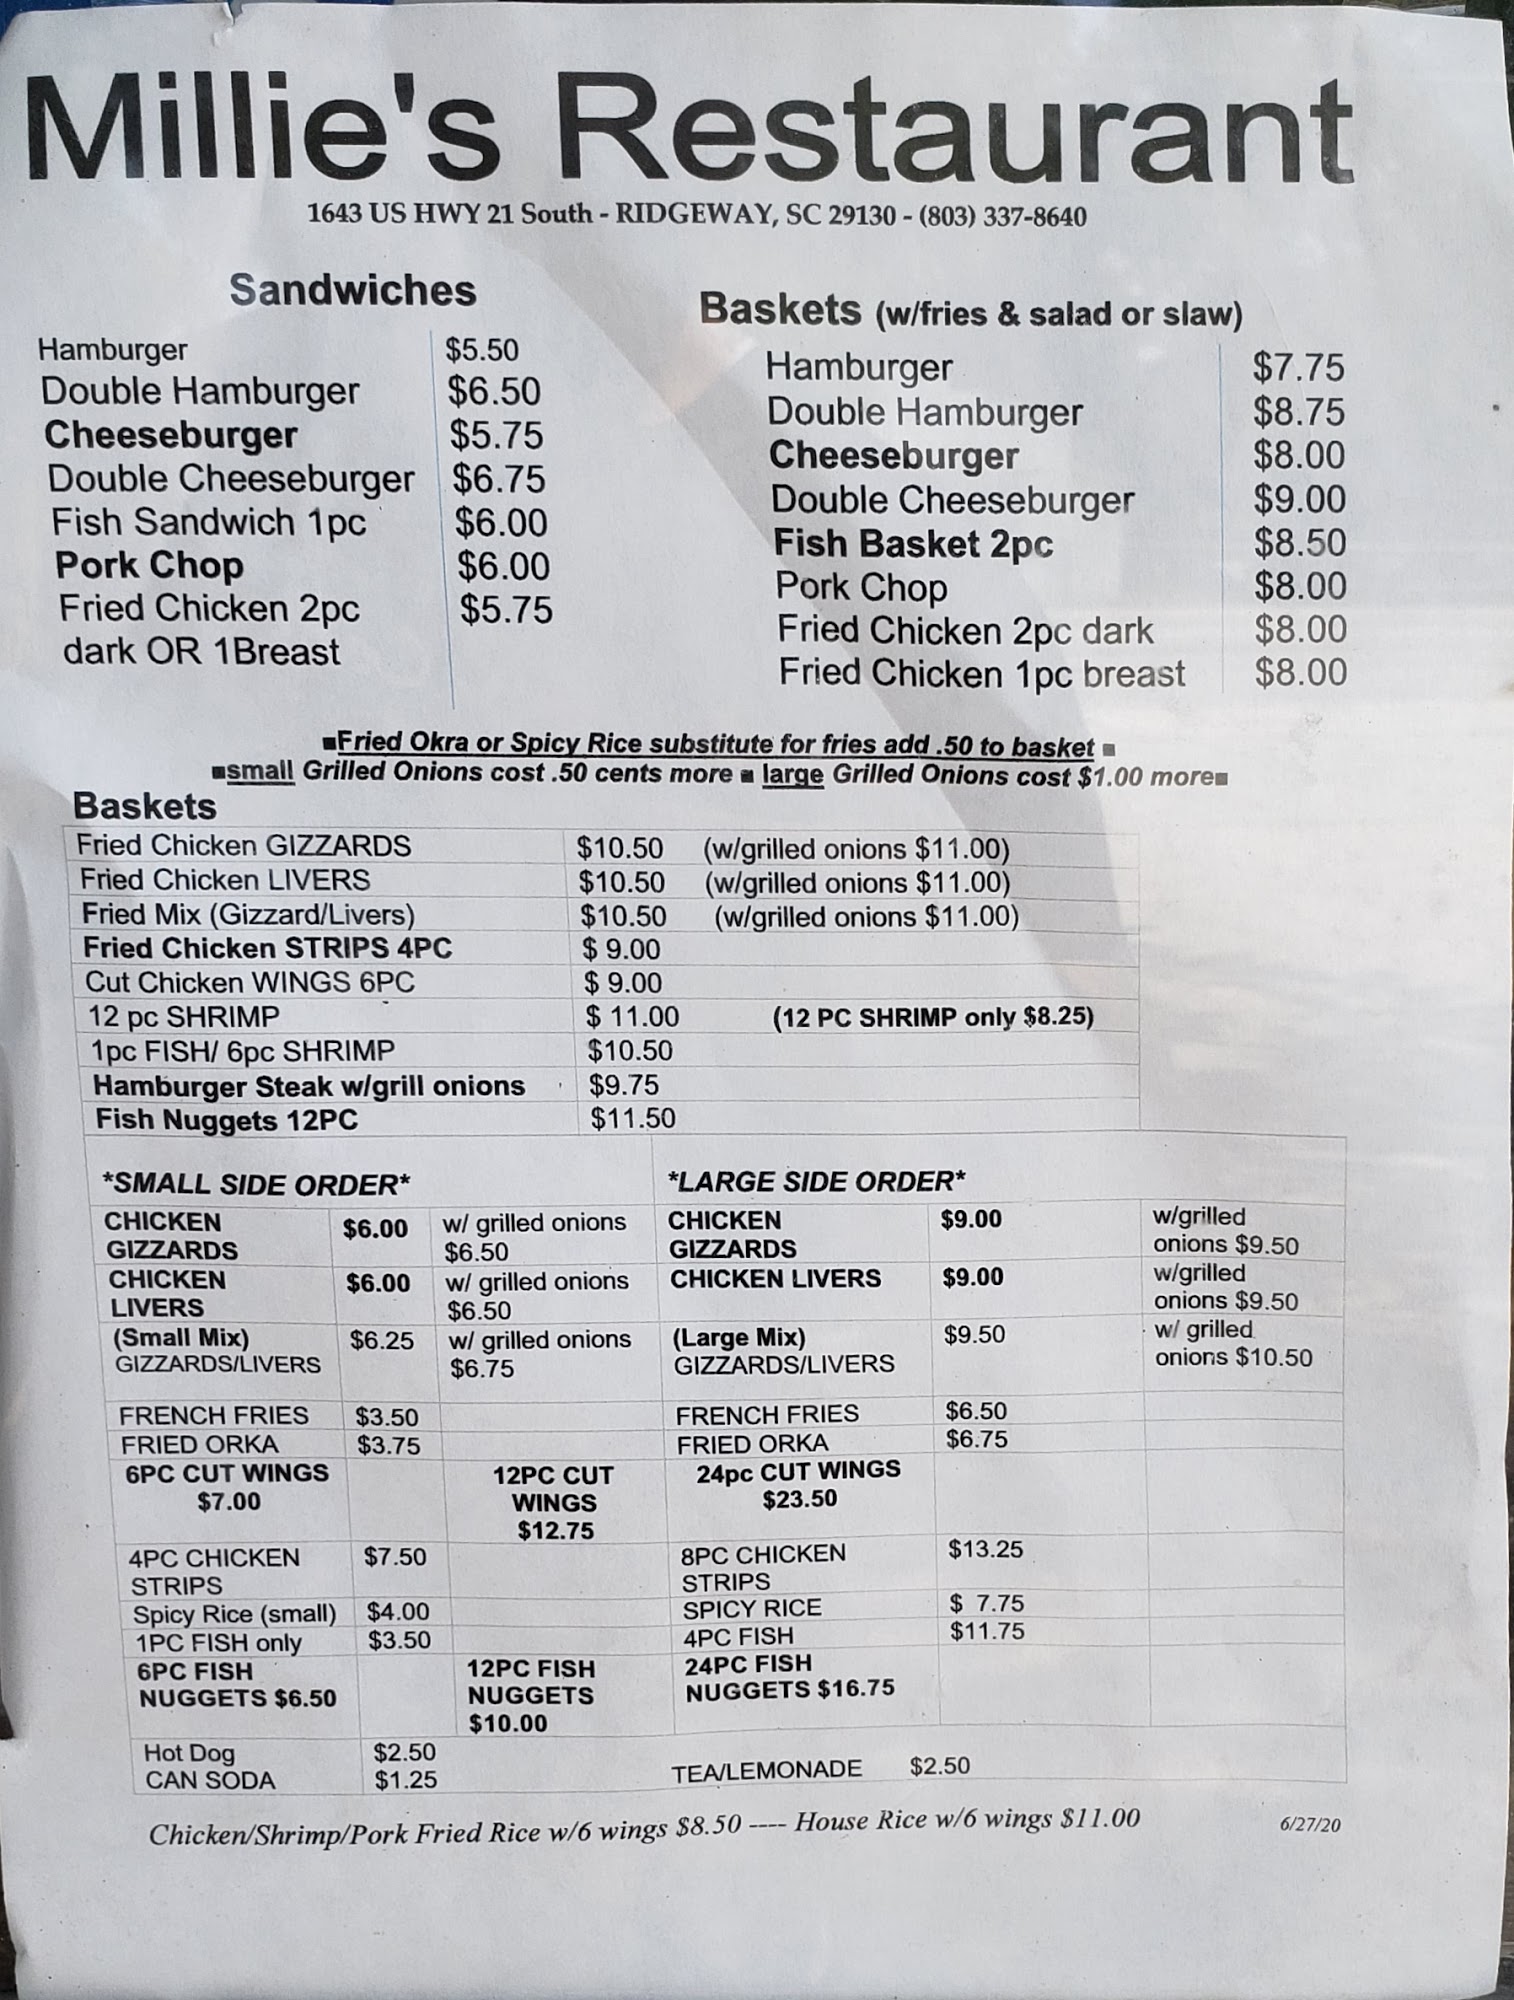 Millie's Restaurant
1643 US HWY 21 South - RIDGEWAY, SC 29130 - (803) 337-8640
Sandwiches
Hamburger $5.50
Double Hamburger $6.50
Cheeseburger $5.75
Double Cheeseburger $6.75
Fish Sandwich 1pc $6.00
Pork Chop $6.00
Fried Chicken 2pc $5.75
dark OR 1Breast
Baskets (w/fries & salad or slaw)
Hamburger $7.75
Double Hamburger $8.75
Cheeseburger $8.00
Double Cheeseburger $9.00
Fish Basket 2pc $8.50
Pork Chop $8.00
Fried Chicken 2pc dark $8.00
Fried Chicken 1pc breast $8.00
■Fried Okra or Spicy Rice substitute for fries add .50 to basket ■
■small Grilled Onions cost .50 cents more ■ large Grilled Onions cost $1.00 more■
Baskets
Fried Chicken GIZZARDS $10.50 (w/grilled onions $11.00)
Fried Chicken LIVERS $10.50 (w/grilled onions $11.00)
Fried Mix (Gizzard/Livers) $10.50 (w/grilled onions $11.00)
Fried Chicken STRIPS 4PC $ 9.00
Cut Chicken WINGS 6PC $ 9.00
12 pc SHRIMP $ 11.00 (12 PC SHRIMP only $8.25)
1pc FISH/ 6pc SHRIMP $10.50
Hamburger Steak w/grill onions $9.75
Fish Nuggets 12PC $11.50
*SMALL SIDE ORDER* *LARGE SIDE ORDER*
CHICKEN $6.00 w/ grilled onions CHICKEN $9.00 w/grilled
GIZZARDS $6.50 GIZZARDS onions $9.50
CHICKEN $6.00 w/ grilled onions CHICKEN LIVERS $9.00 w/grilled
LIVERS $6.50 onions $9.50
(Small Mix) $6.25 w/ grilled onions (Large Mix) $9.50 w/ grilled
GIZZARDS/LIVERS $6.75 GIZZARDS/LIVERS onions $10.50
FRENCH FRIES $3.50 FRENCH FRIES $6.50
FRIED ORKA $3.75 FRIED ORKA $6.75
6PC CUT WINGS 12PC CUT 24pc CUT WINGS
$7.00 WINGS $23.50
$12.75
4PC CHICKEN $7.50 8PC CHICKEN $13.25
STRIPS STRIPS
Spicy Rice (small) $4.00 SPICY RICE $ 7.75
1PC FISH only $3.50 4PC FISH $11.75
6PC FISH 12PC FISH 24PC FISH
NUGGETS $6.50 NUGGETS NUGGETS $16.75
$10.00
Hot Dog $2.50
CAN SODA $1.25 TEA/LEMONADE $2.50
Chicken/Shrimp/Pork Fried Rice w/6 wings $8.50 ---- House Rice w/6 wings $11.00 6/27/20